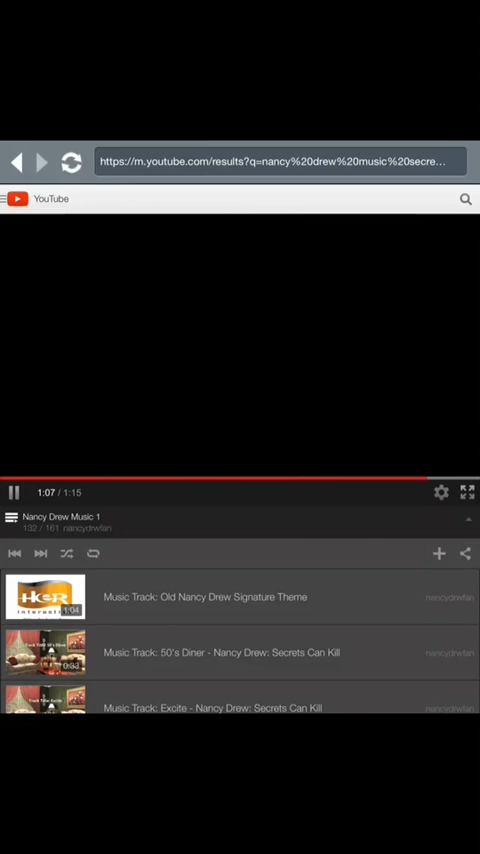 https://m.youtube.com/results?q=nancy%20drew%20music%20secre...
YouTube
1:07 / 1:15
Nancy Drew Music 1
132 / 161 nancydrwfan
HeR
Interactive
1:04
Music Track: Old Nancy Drew Signature Theme
nancydrwfan
0:33
Music Track: 50's Diner - Nancy Drew: Secrets Can Kill
nancydrwfan
Music Track: Excite - Nancy Drew: Secrets Can Kill
nancydrwfan